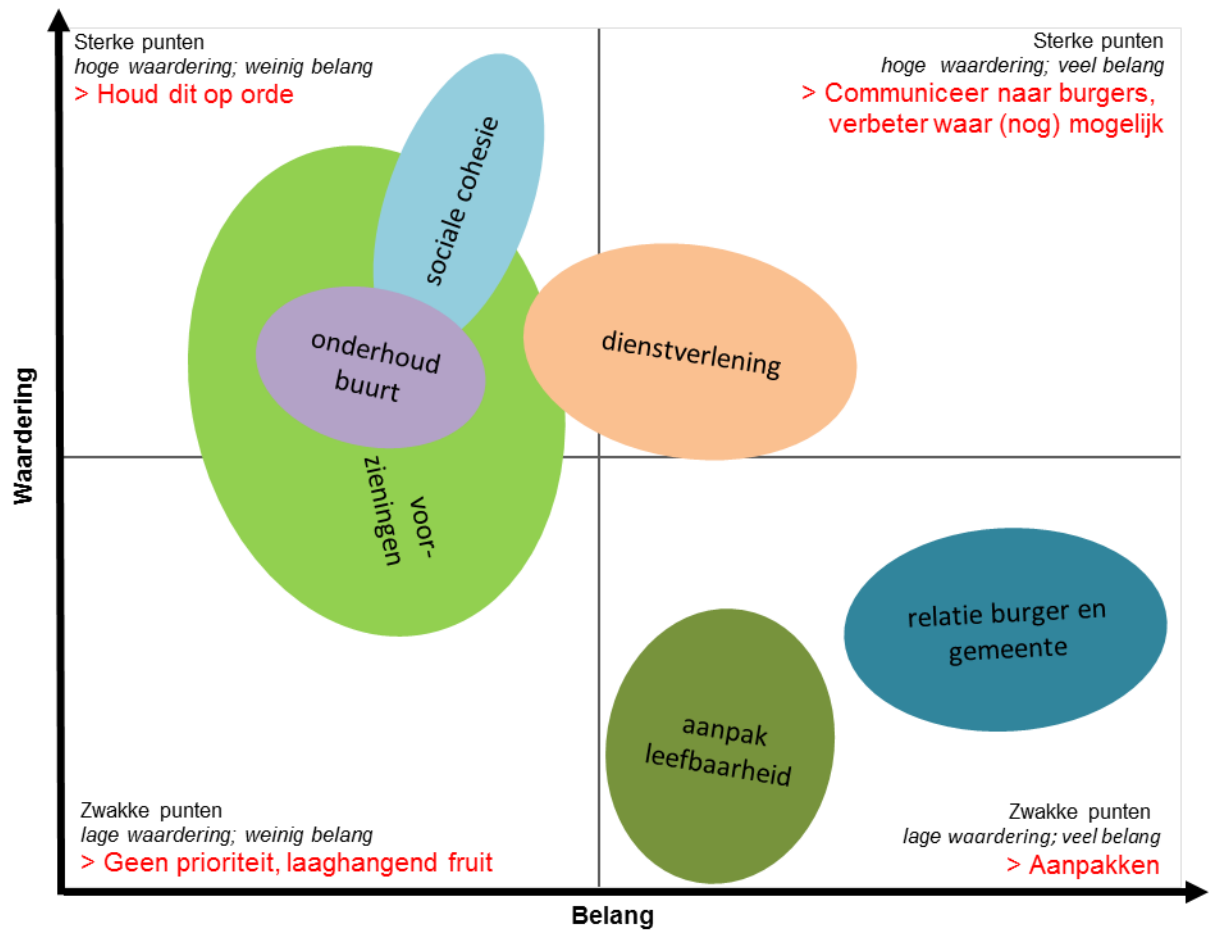 Sterke punten
hoge waardering; weinig belang
> Houd dit op orde
Sterke punten
hoge waardering; veel belang
> Communiceer naar burgers,
verbeter waar (nog) mogelijk
sociale cohesie
onderhoud
buurt
dienstverlening
voor-
zieningen
Waardering
relatie burger en
gemeente
aanpak
leefbaarheid
Zwakke punten
lage waardering; weinig belang
> Geen prioriteit, laaghangend fruit
Zwakke punten
lage waardering; veel belang
> Aanpakken
Belang